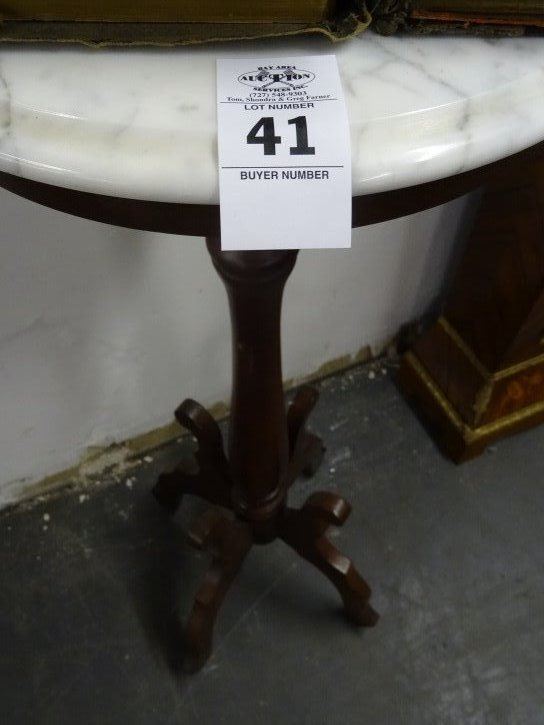 BAY AREA
AUCTION
SERVICES INC.
(727) 548-9303
Tom, Shondra & Greg Farner
LOT NUMBER
41
BUYER NUMBER